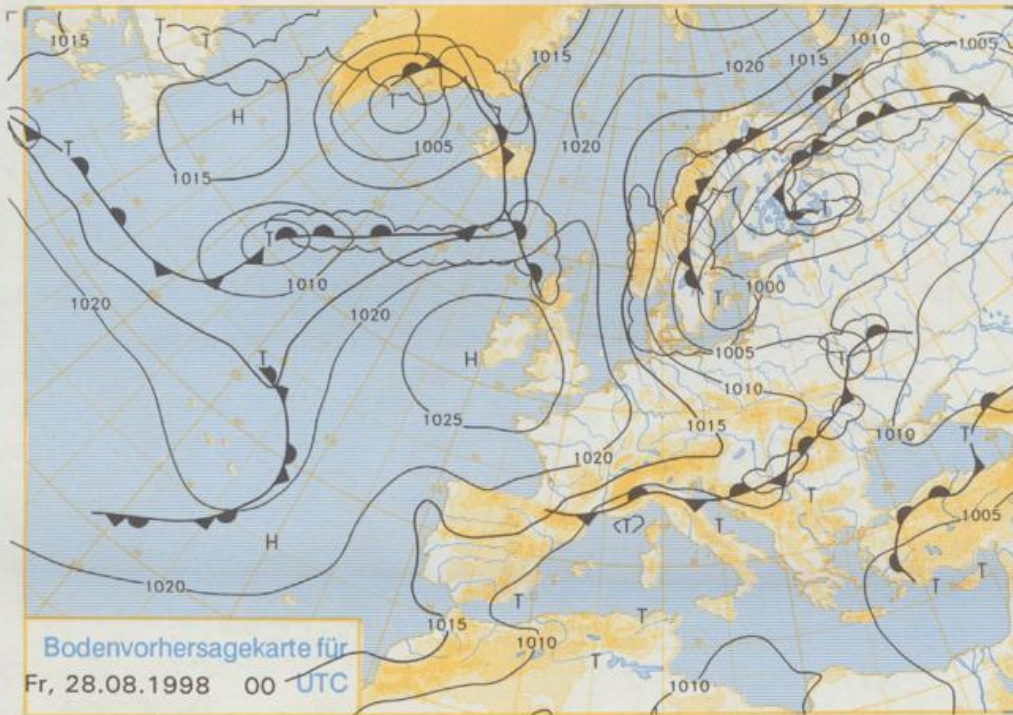 T
1015 T 1010 1005
1015 1015
1020
T
H
1005 1020
T
1015
T
T
1010 1000
T
1020
1020
T H 1005 T
1010
1025 1015
1010 T
1020
T
1005
T T
H
T
1020 T
T
T
1015
1010
Bodenvorhersagekarte für
T
Fr, 28.08.1998 00 UTC
1010